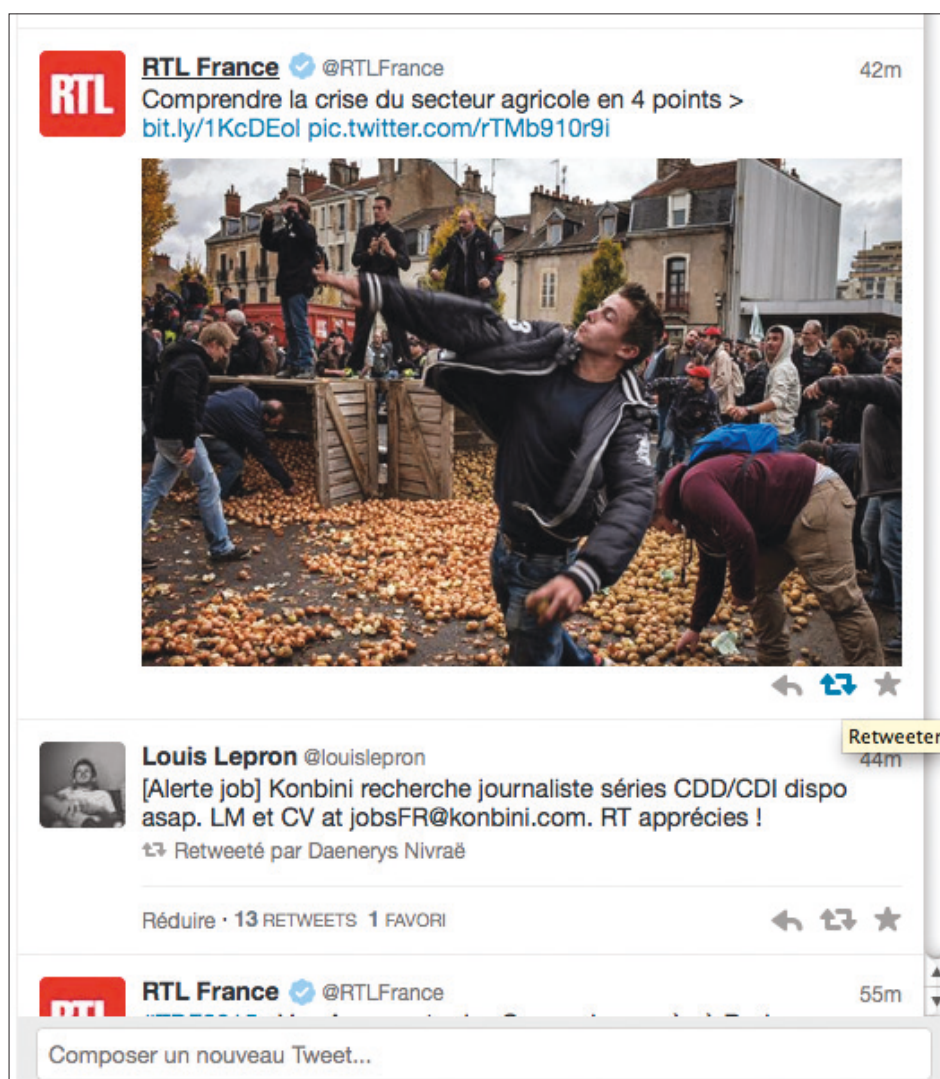 RTL
RTL France @RTLFrance 42m
Comprendre la crise du secteur agricole en 4 points >
bit.ly/1KcDEol pic.twitter.com/rTMb910r9i
Retweeter
Louis Lepron @louislepron 44m
[Alerte job] Konbini recherche journaliste séries CDD/CDI dispo
asap. LM et CV at jobsFR@konbini.com. RT apprécies !
Retweeté par Daenerys Nivraë
Réduire · 13 RETWEETS 1 FAVORI
RTL
RTL France @RTLFrance 55m
Composer un nouveau Tweet...